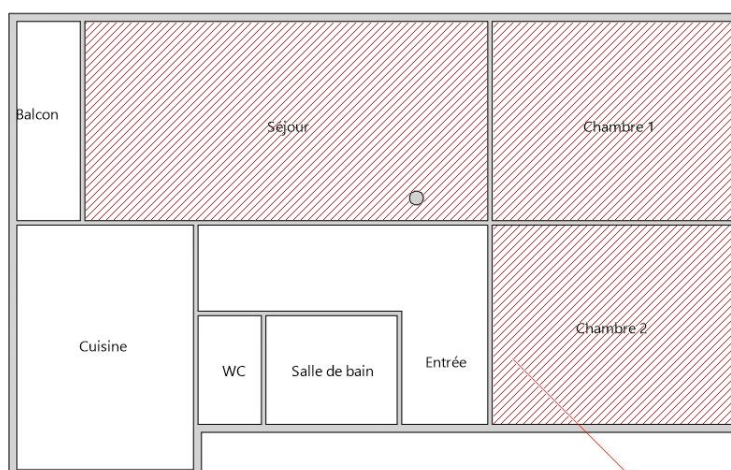 Balcon
Séjour
Chambre 1
Cuisine
WC
Salle de bain
Entrée
Chambre 2